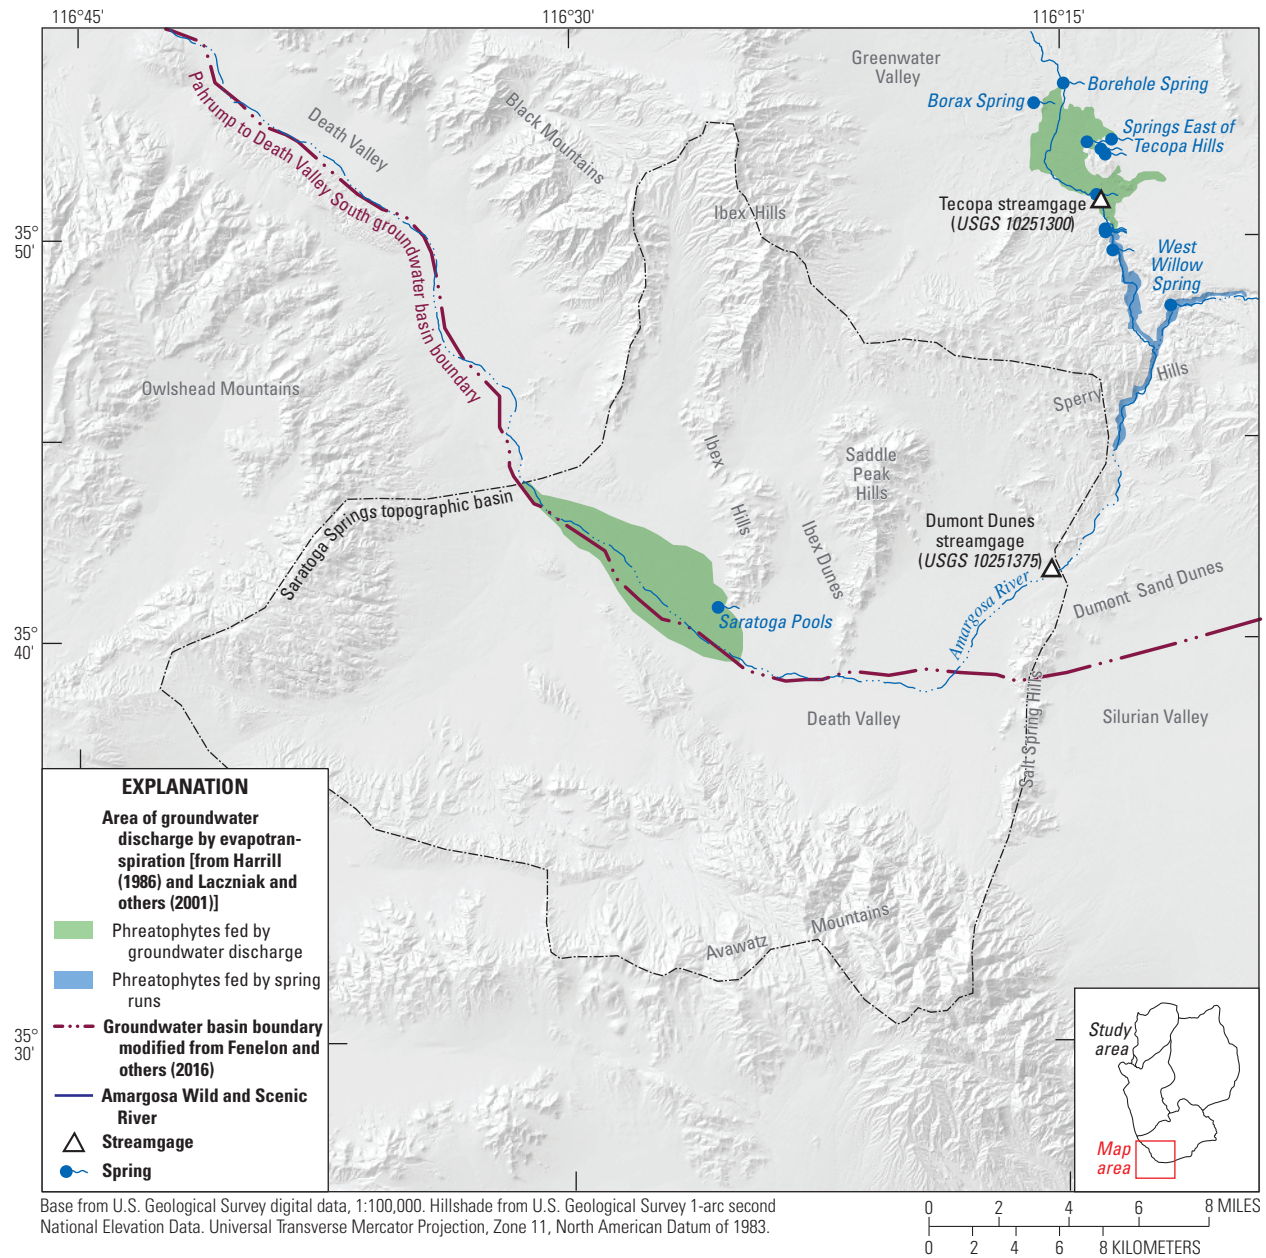 116°45'
116°30'
116°15'
Greenwater
Valley
Borehole Spring
Borax Spring
Springs East of
Tecopa Hills
Pahrump to Death Valley South groundwater basin boundary
Death Valley
Black Mountains
Ibex Hills
Tecopa streamgage
(USGS 10251300)
35°
50'
West
Willow
Spring
Owlshead Mountains
Sperry
Hills
Ibex
Hills
Saddle
Peak
Hills
Saratoga Springs topographic basin
Ibex Dunes
Dumont Dunes
streamgage
(USGS 10251375)
Amargosa River
Dumont Sand Dunes
Saratoga Pools
35°
40'
Death Valley
Salt Spring Hills
Silurian Valley
EXPLANATION
Area of groundwater
discharge by evapotran-
spiration [from Harrill
(1986) and Laczniak and
others (2001)]
Phreatophytes fed by
groundwater discharge
Phreatophytes fed by spring
runs
Groundwater basin boundary
modified from Fenelon and
others (2016)
Amargosa Wild and Scenic
River
Streamgage
Spring
Avawatz
Mountains
35°
30'
Study
area
Map
area
Base from U.S. Geological Survey digital data, 1:100,000. Hillshade from U.S. Geological Survey 1-arc second
National Elevation Data. Universal Transverse Mercator Projection, Zone 11, North American Datum of 1983.
0 2 4 6 8 MILES
0 2 4 6 8 KILOMETERS